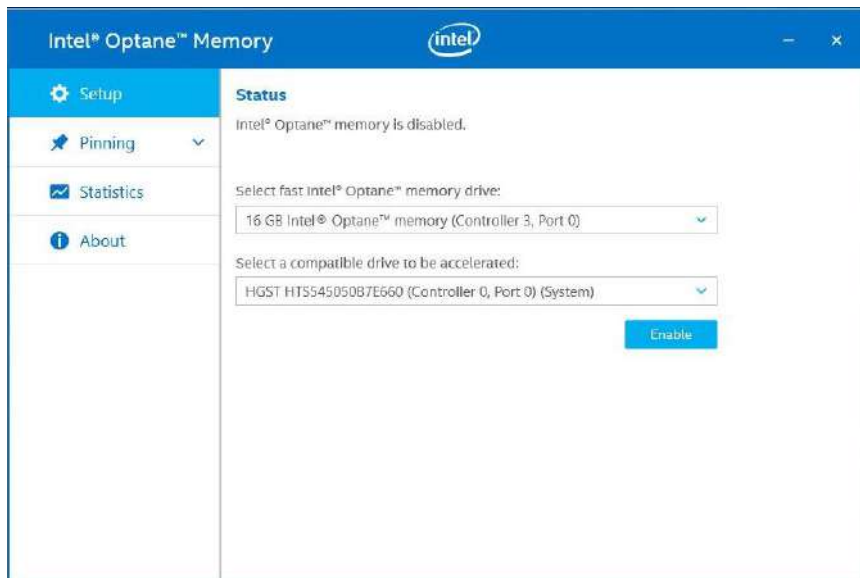 Intel® Optane™ Memory
intel
Setup
Pinning
Statistics
About
Status
Intel® Optane™ memory is disabled.
Select fast Intel® Optane™ memory drive:
16 GB Intel® Optane™ memory (Controller 3, Port 0)
Select a compatible drive to be accelerated:
HGST HTS545050B7E660 (Controller 0, Port 0) (System)
Enable